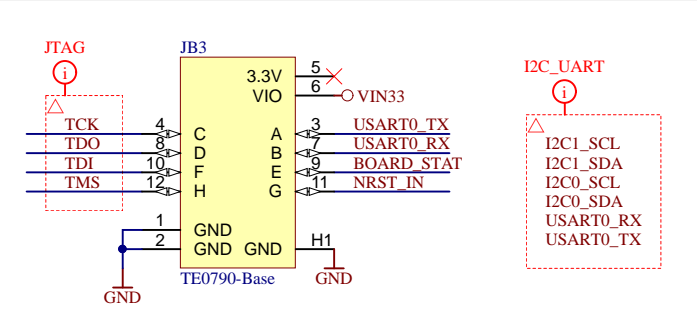 JTAG
JB3
I2C_UART
3.3V 5
VIO 6 VIN33
TCK 4 C A 3 USART0_TX
TDO 8 D B 7 USART0_RX
TDI 10 F E 9 BOARD_STAT
TMS 12 H G 11 NRST_IN
1 GND
2 GND GND H1
TE0790-Base
GND
GND
I2C1_SCL
I2C1_SDA
I2C0_SCL
I2C0_SDA
USART0_RX
USART0_TX
i
i